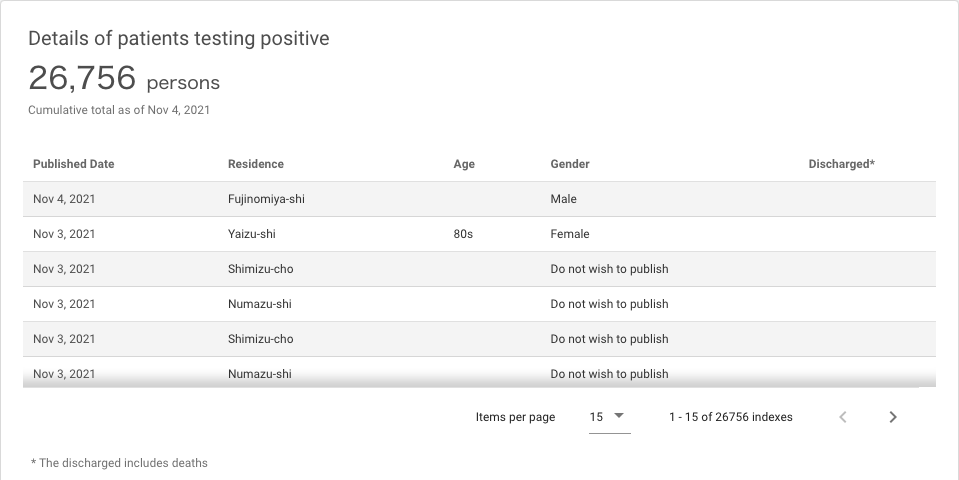 Details of patients testing positive
26,756 persons
Cumulative total as of Nov 4, 2021
Published Date Residence Age Gender Discharged*
Nov 4, 2021 Fujinomiya-shi Male
Nov 3, 2021 Yaizu-shi 80s Female
Nov 3, 2021 Shimizu-cho Do not wish to publish
Nov 3, 2021 Numazu-shi Do not wish to publish
Nov 3, 2021 Shimizu-cho Do not wish to publish
Nov 3, 2021 Numazu-shi Do not wish to publish
Items per page 15 1 - 15 of 26756 indexes
* The discharged includes deaths